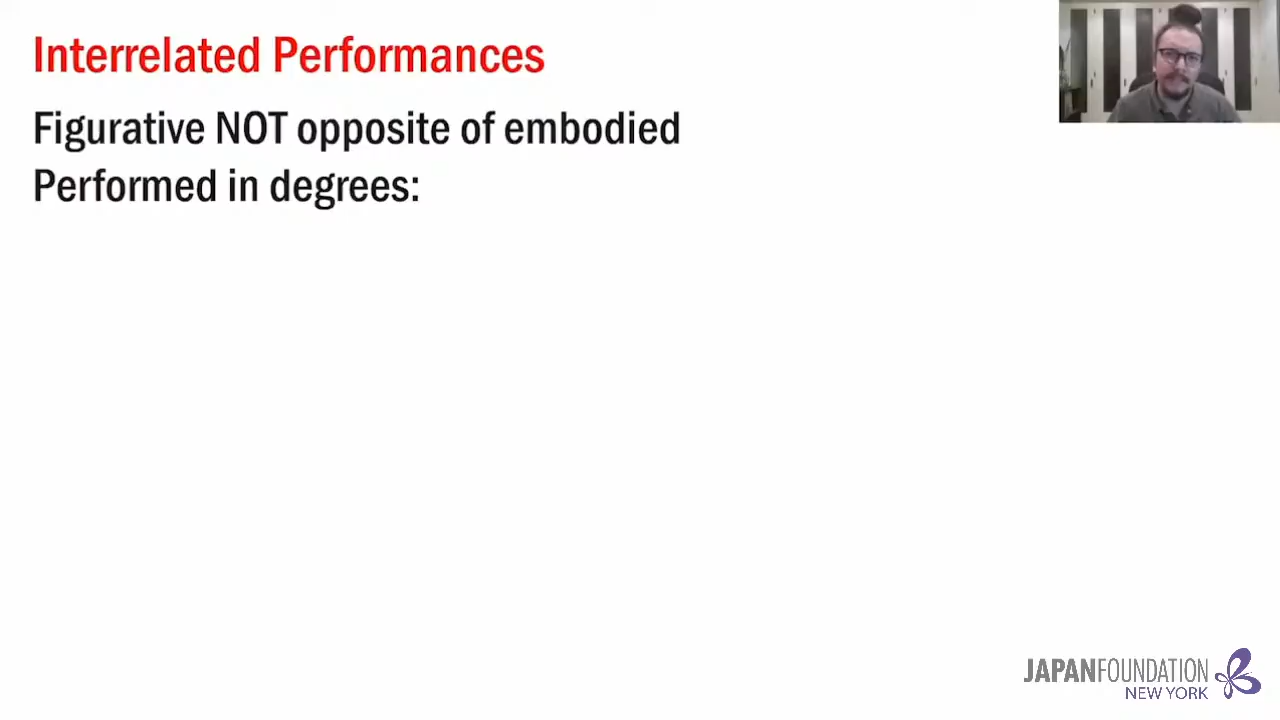 Interrelated Performances
Figurative NOT opposite of embodied
Performed in degrees:
JAPANFOUNDATION
NEW YORK